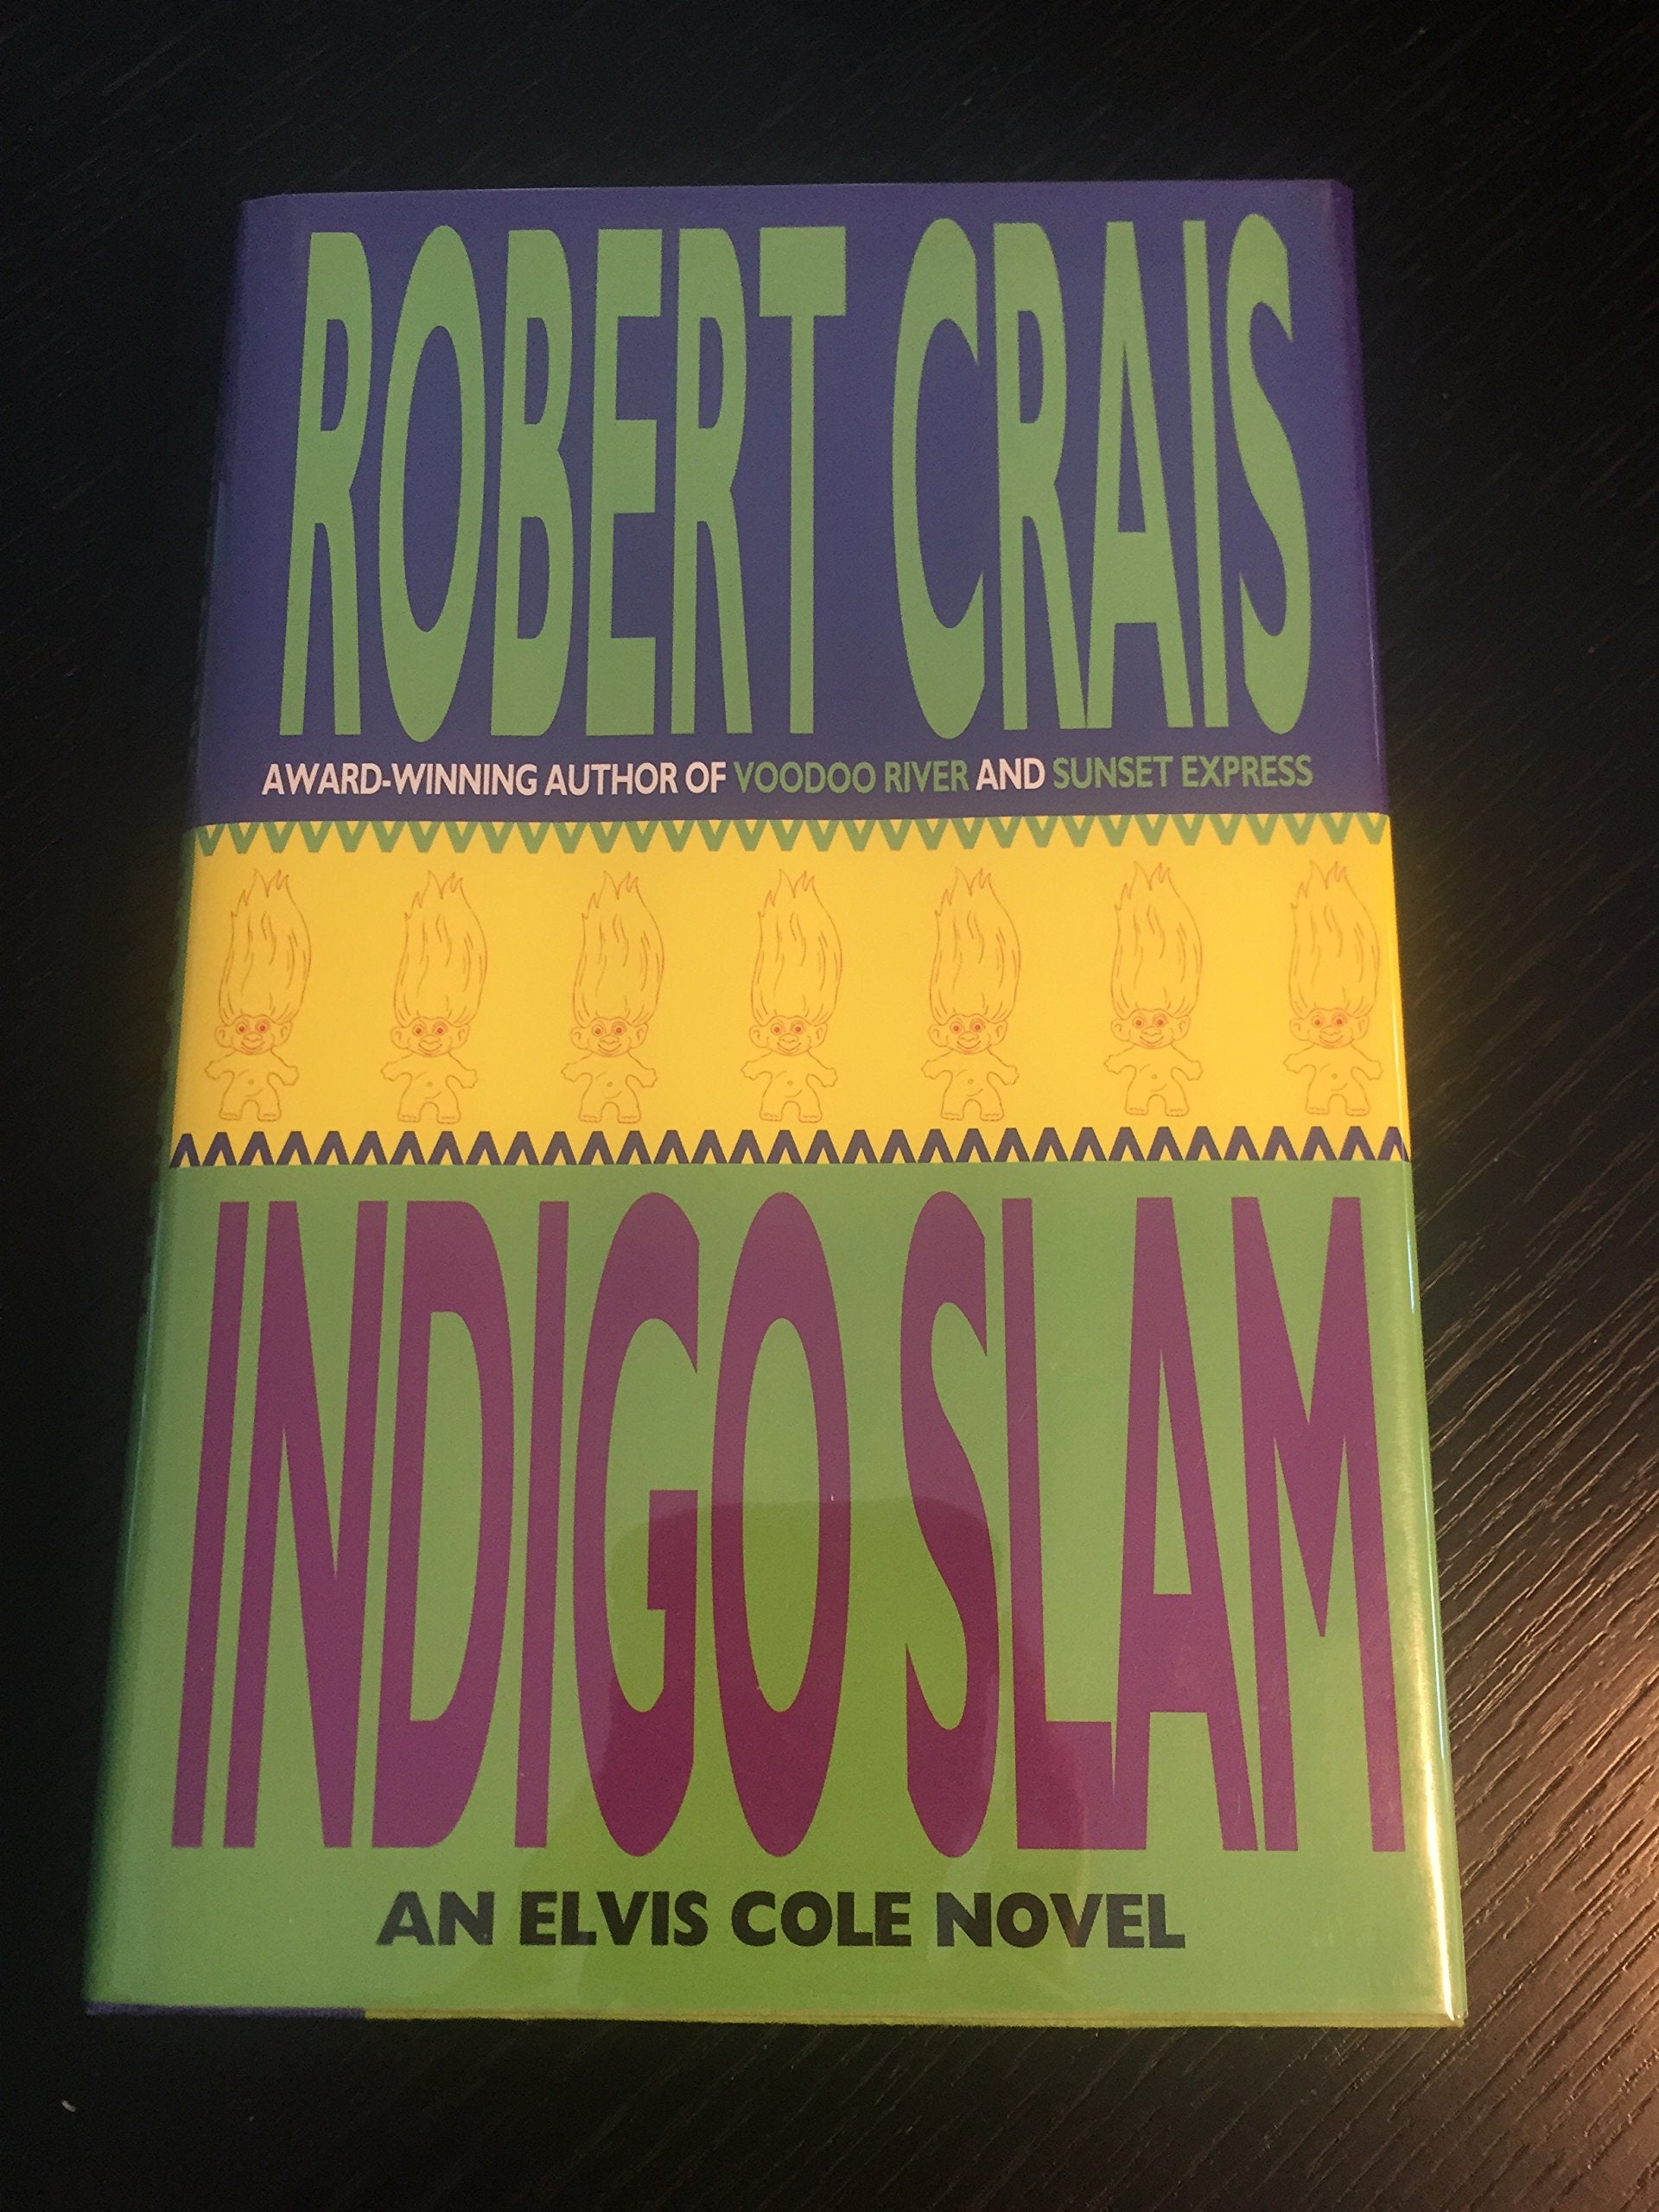 ROBERT CRAIS
AWARD-WINNING AUTHOR OF VOODOO RIVER AND SUNSET EXPRESS
INDIGO SLAM
AN ELVIS COLE NOVEL